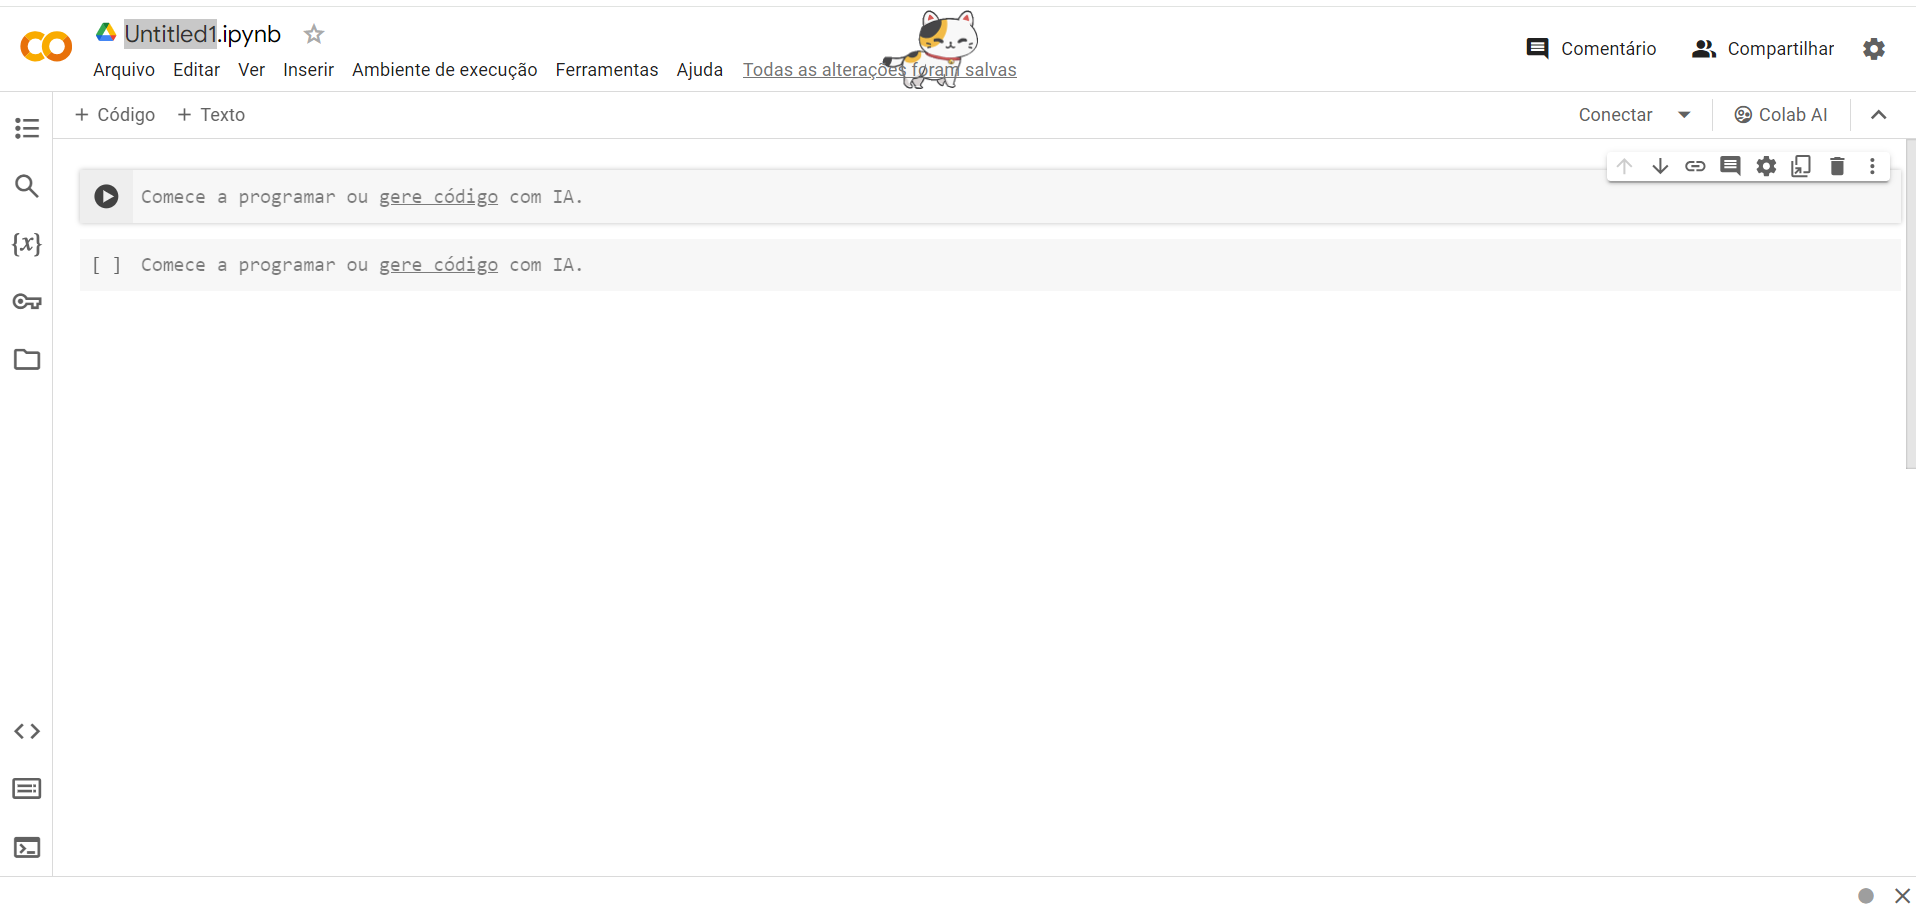 Untitled1.ipynb
Comentário Compartilhar
Arquivo Editar Ver Inserir Ambiente de execução Ferramentas Ajuda Todas as alterações foram salvas
+ Código + Texto
Conectar Colab AI
Comece a programar ou gere código com IA.
[ ] Comece a programar ou gere código com IA.
{x}